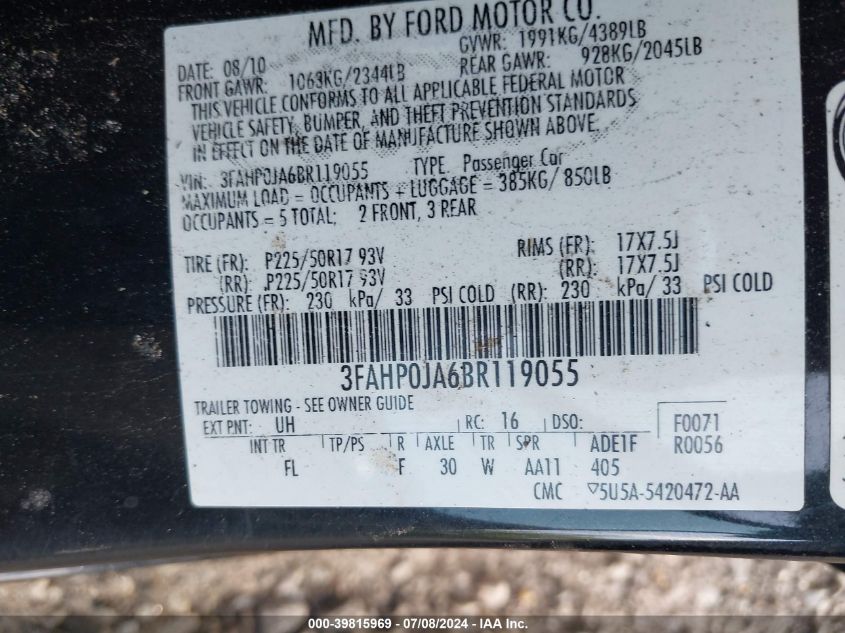 MFD. BY FORD MOTOR CO.
DATE: 08/10 GVWR: 1991KG/4389LB
FRONT GAWR: 1063KG/2344LB REAR GAWR: 928KG/2045LB
THIS VEHICLE CONFORMS TO ALL APPLICABLE FEDERAL MOTOR
VEHICLE SAFETY, BUMPER, AND THEFT PREVENTION STANDARDS
IN EFFECT ON THE DATE OF MANUFACTURE SHOWN ABOVE.
VIN: 3FAHP0JA6BR119055 TYPE: Passenger Car
MAXIMUM LOAD = OCCUPANTS + LUGGAGE = 385KG/850LB
OCCUPANTS = 5 TOTAL; 2 FRONT, 3 REAR
TIRE (FR): P225/50R17 93V RIMS (FR): 17X7.5J
(RR): P225/50R17 93V (RR): 17X7.5J
PRESSURE (FR): 230 kPa/ 33 PSI COLD (RR): 230 kPa/ 33 PSI COLD
3FAHP0JA6BR119055
TRAILER TOWING - SEE OWNER GUIDE
EXT PNT: UH RC: 16 DSO: F0071
INT TR TP/PS R AXLE TR SPR ADE1F R0056
FL F 30 W AA11 405
CMC ▽5U5A-5420472-AA
000-39815969 - 07/08/2024 - IAA Inc.